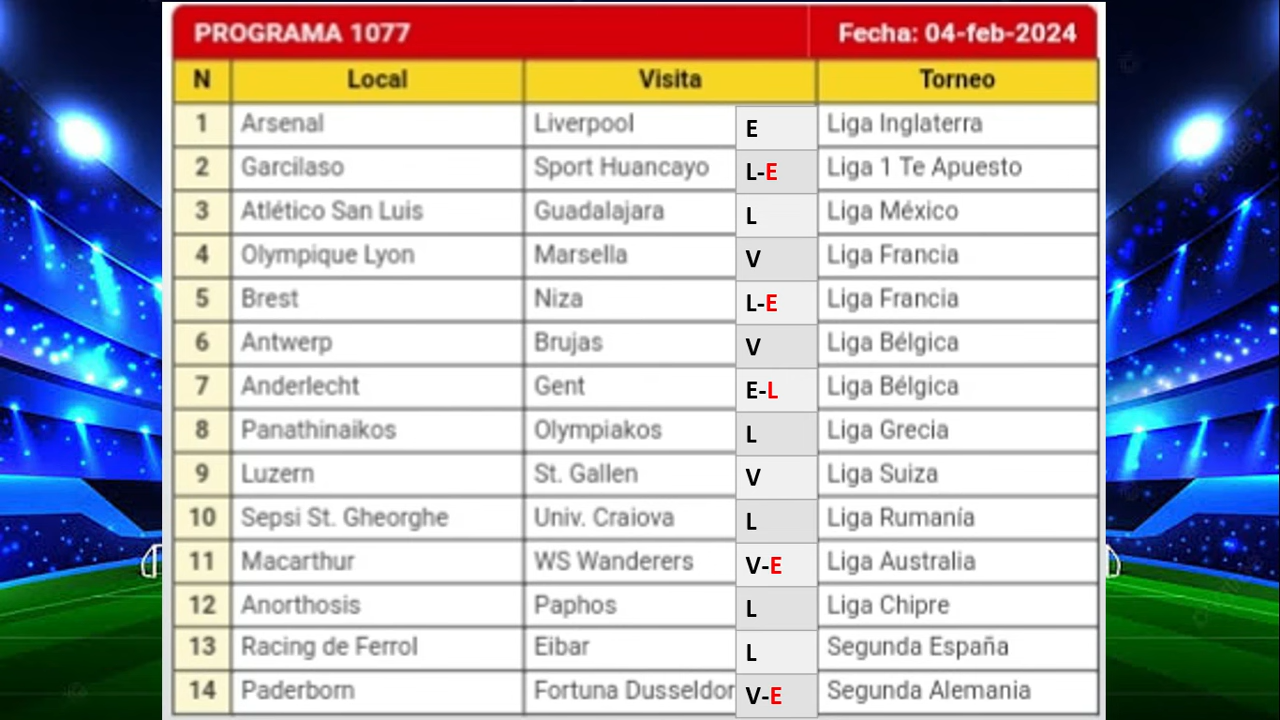 PROGRAMA 1077 Fecha: 04-feb-2024
N Local Visita Torneo
1 Arsenal Liverpool E Liga Inglaterra
2 Garcilaso Sport Huancayo L-E Liga 1 Te Apuesto
3 Atlético San Luis Guadalajara L Liga México
4 Olympique Lyon Marsella V Liga Francia
5 Brest Niza L-E Liga Francia
6 Antwerp Brujas V Liga Bélgica
7 Anderlecht Gent E-L Liga Bélgica
8 Panathinaikos Olympiakos L Liga Grecia
9 Luzern St. Gallen V Liga Suiza
10 Sepsi St. Gheorghe Univ. Craiova L Liga Rumanía
11 Macarthur WS Wanderers V-E Liga Australia
12 Anorthosis Paphos L Liga Chipre
13 Racing de Ferrol Eibar L Segunda España
14 Paderborn Fortuna Dusseldor V-E Segunda Alemania